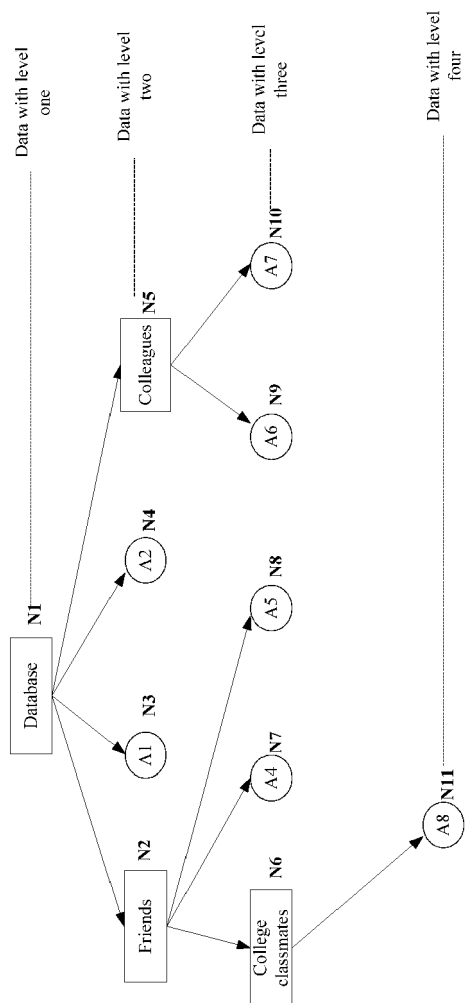 Database
N1
Data with level
one
Friends
N2
A1
N3
A2
N4
Colleagues
N5
Data with level
two
College
classmates
N6
A4
N7
A5
N8
A6
N9
A7
N10
Data with lcvcl
three
A8
N11
Data with level
four